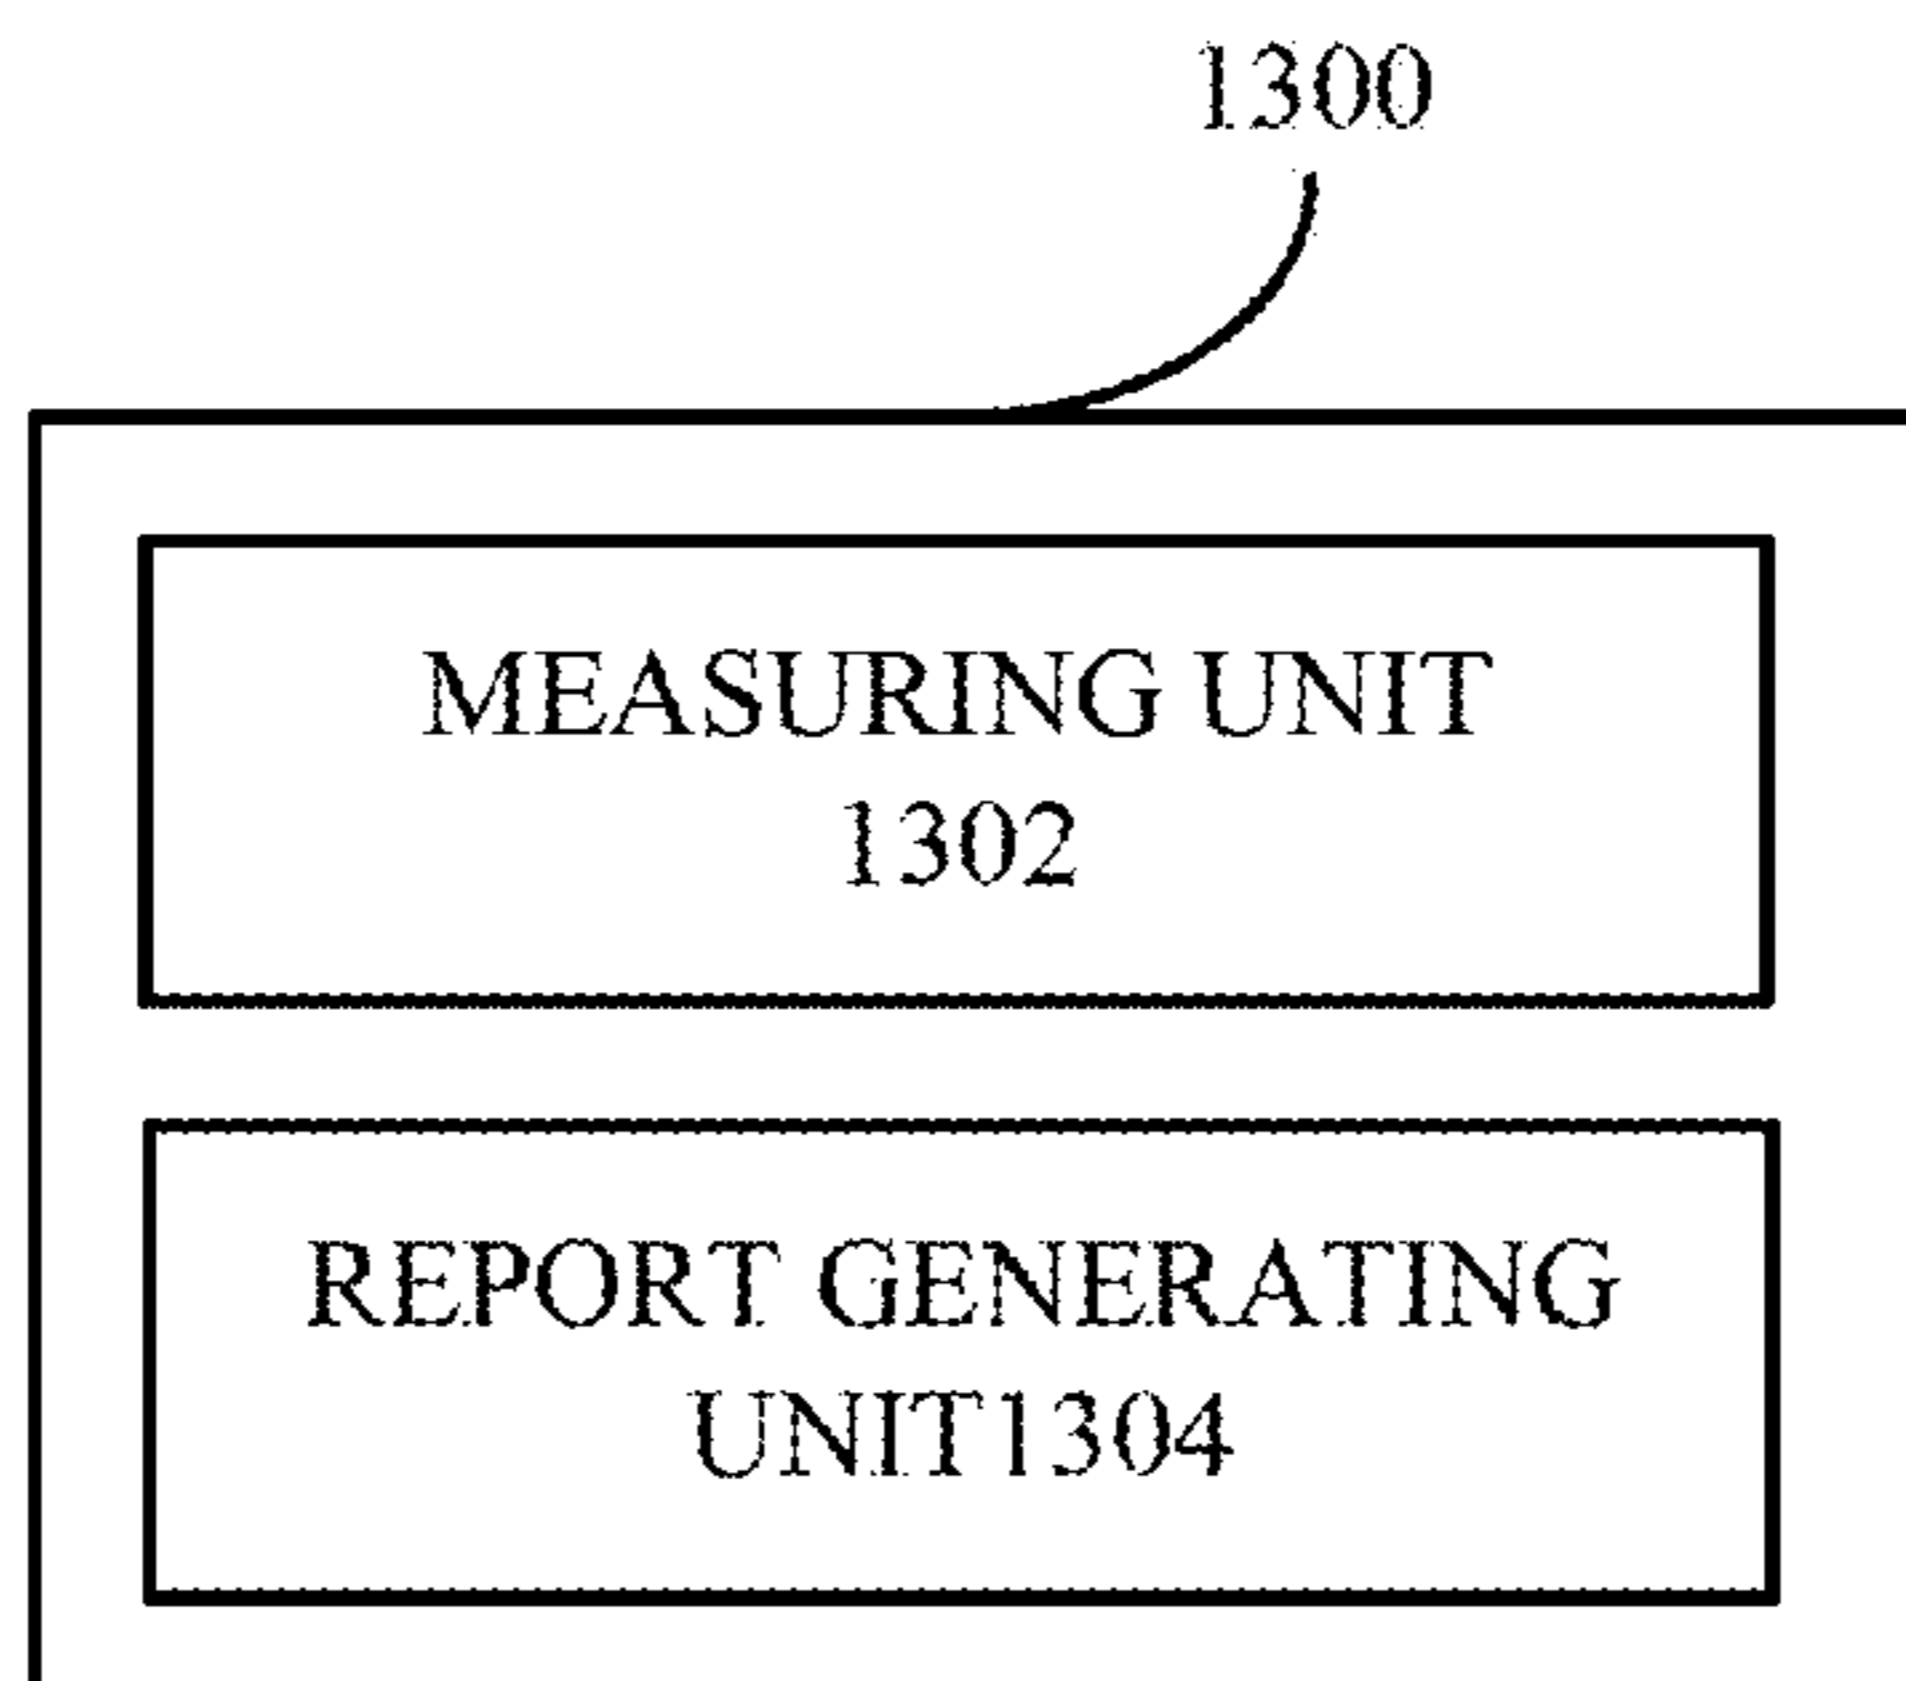 1300
MEASURING UNIT
1302
REPORT GENERATING
UNIT1304